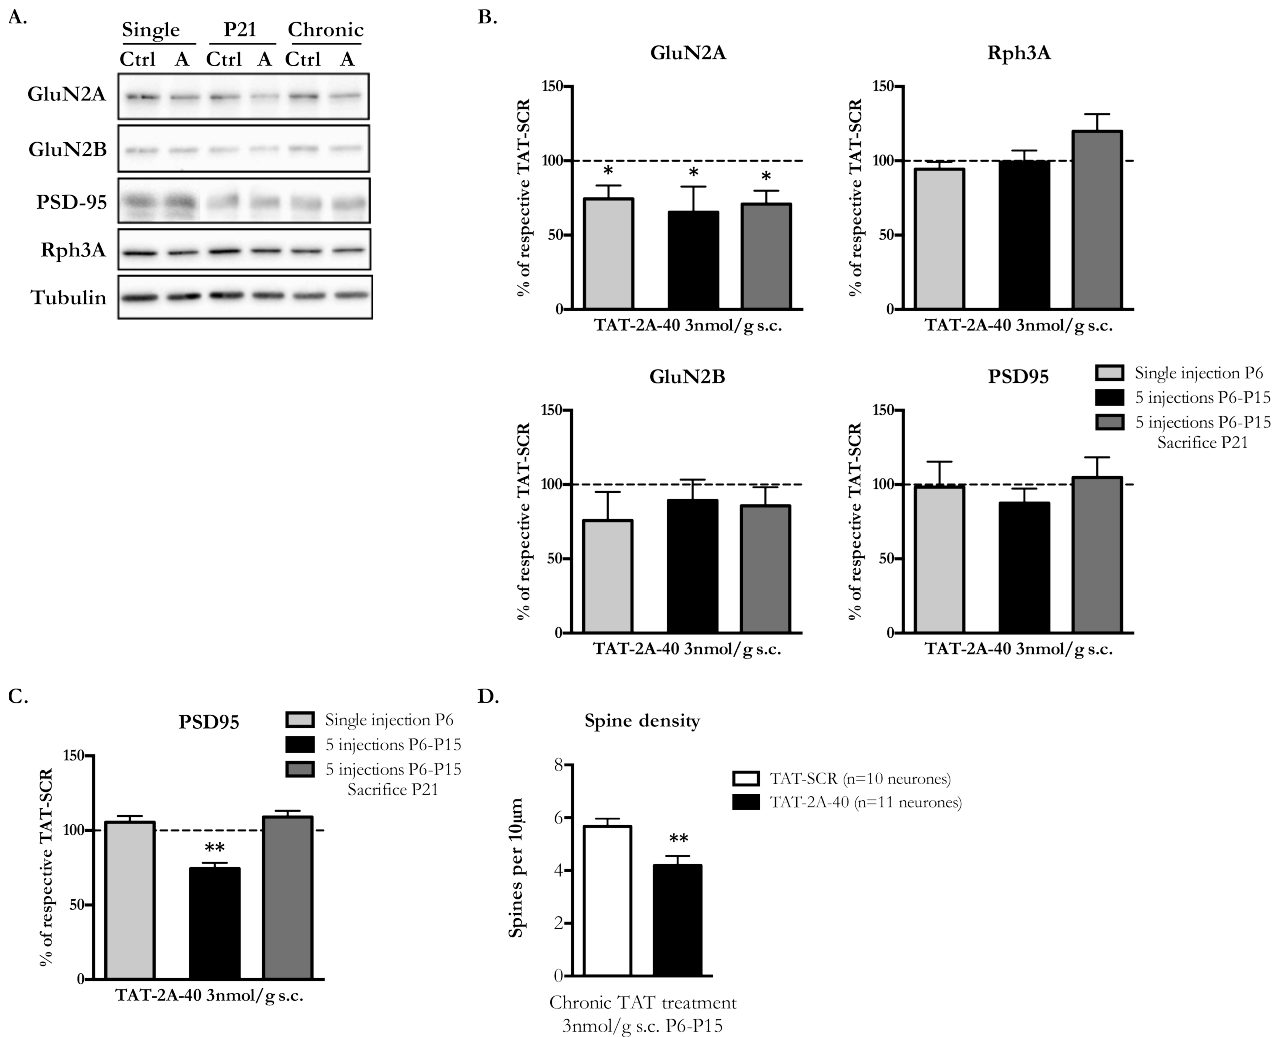 A.
Single P21 Chronic
Ctrl A Ctrl A Ctrl A
GluN2A
GluN2B
PSD-95
Rph3A
Tubulin
B.
GluN2A
% of respective TAT-SCR
150
100
50
0
* * *
TAT-2A-40 3nmol/g s.c.
Rph3A
% of respective TAT-SCR
150
100
50
0
TAT-2A-40 3nmol/g s.c.
GluN2B
% of respective TAT-SCR
150
100
50
0
TAT-2A-40 3nmol/g s.c.
PSD95
% of respective TAT-SCR
150
100
50
0
TAT-2A-40 3nmol/g s.c.
Single injection P6
5 injections P6-P15
5 injections P6-P15
Sacrifice P21
C.
PSD95
% of respective TAT-SCR
150
100
50
0
**
TAT-2A-40 3nmol/g s.c.
Single injection P6
5 injections P6-P15
5 injections P6-P15
Sacrifice P21
D.
Spine density
Spines per 10µm
8
6
4
2
0
**
Chronic TAT treatment
3nmol/g s.c. P6-P15
TAT-SCR (n=10 neurones)
TAT-2A-40 (n=11 neurones)